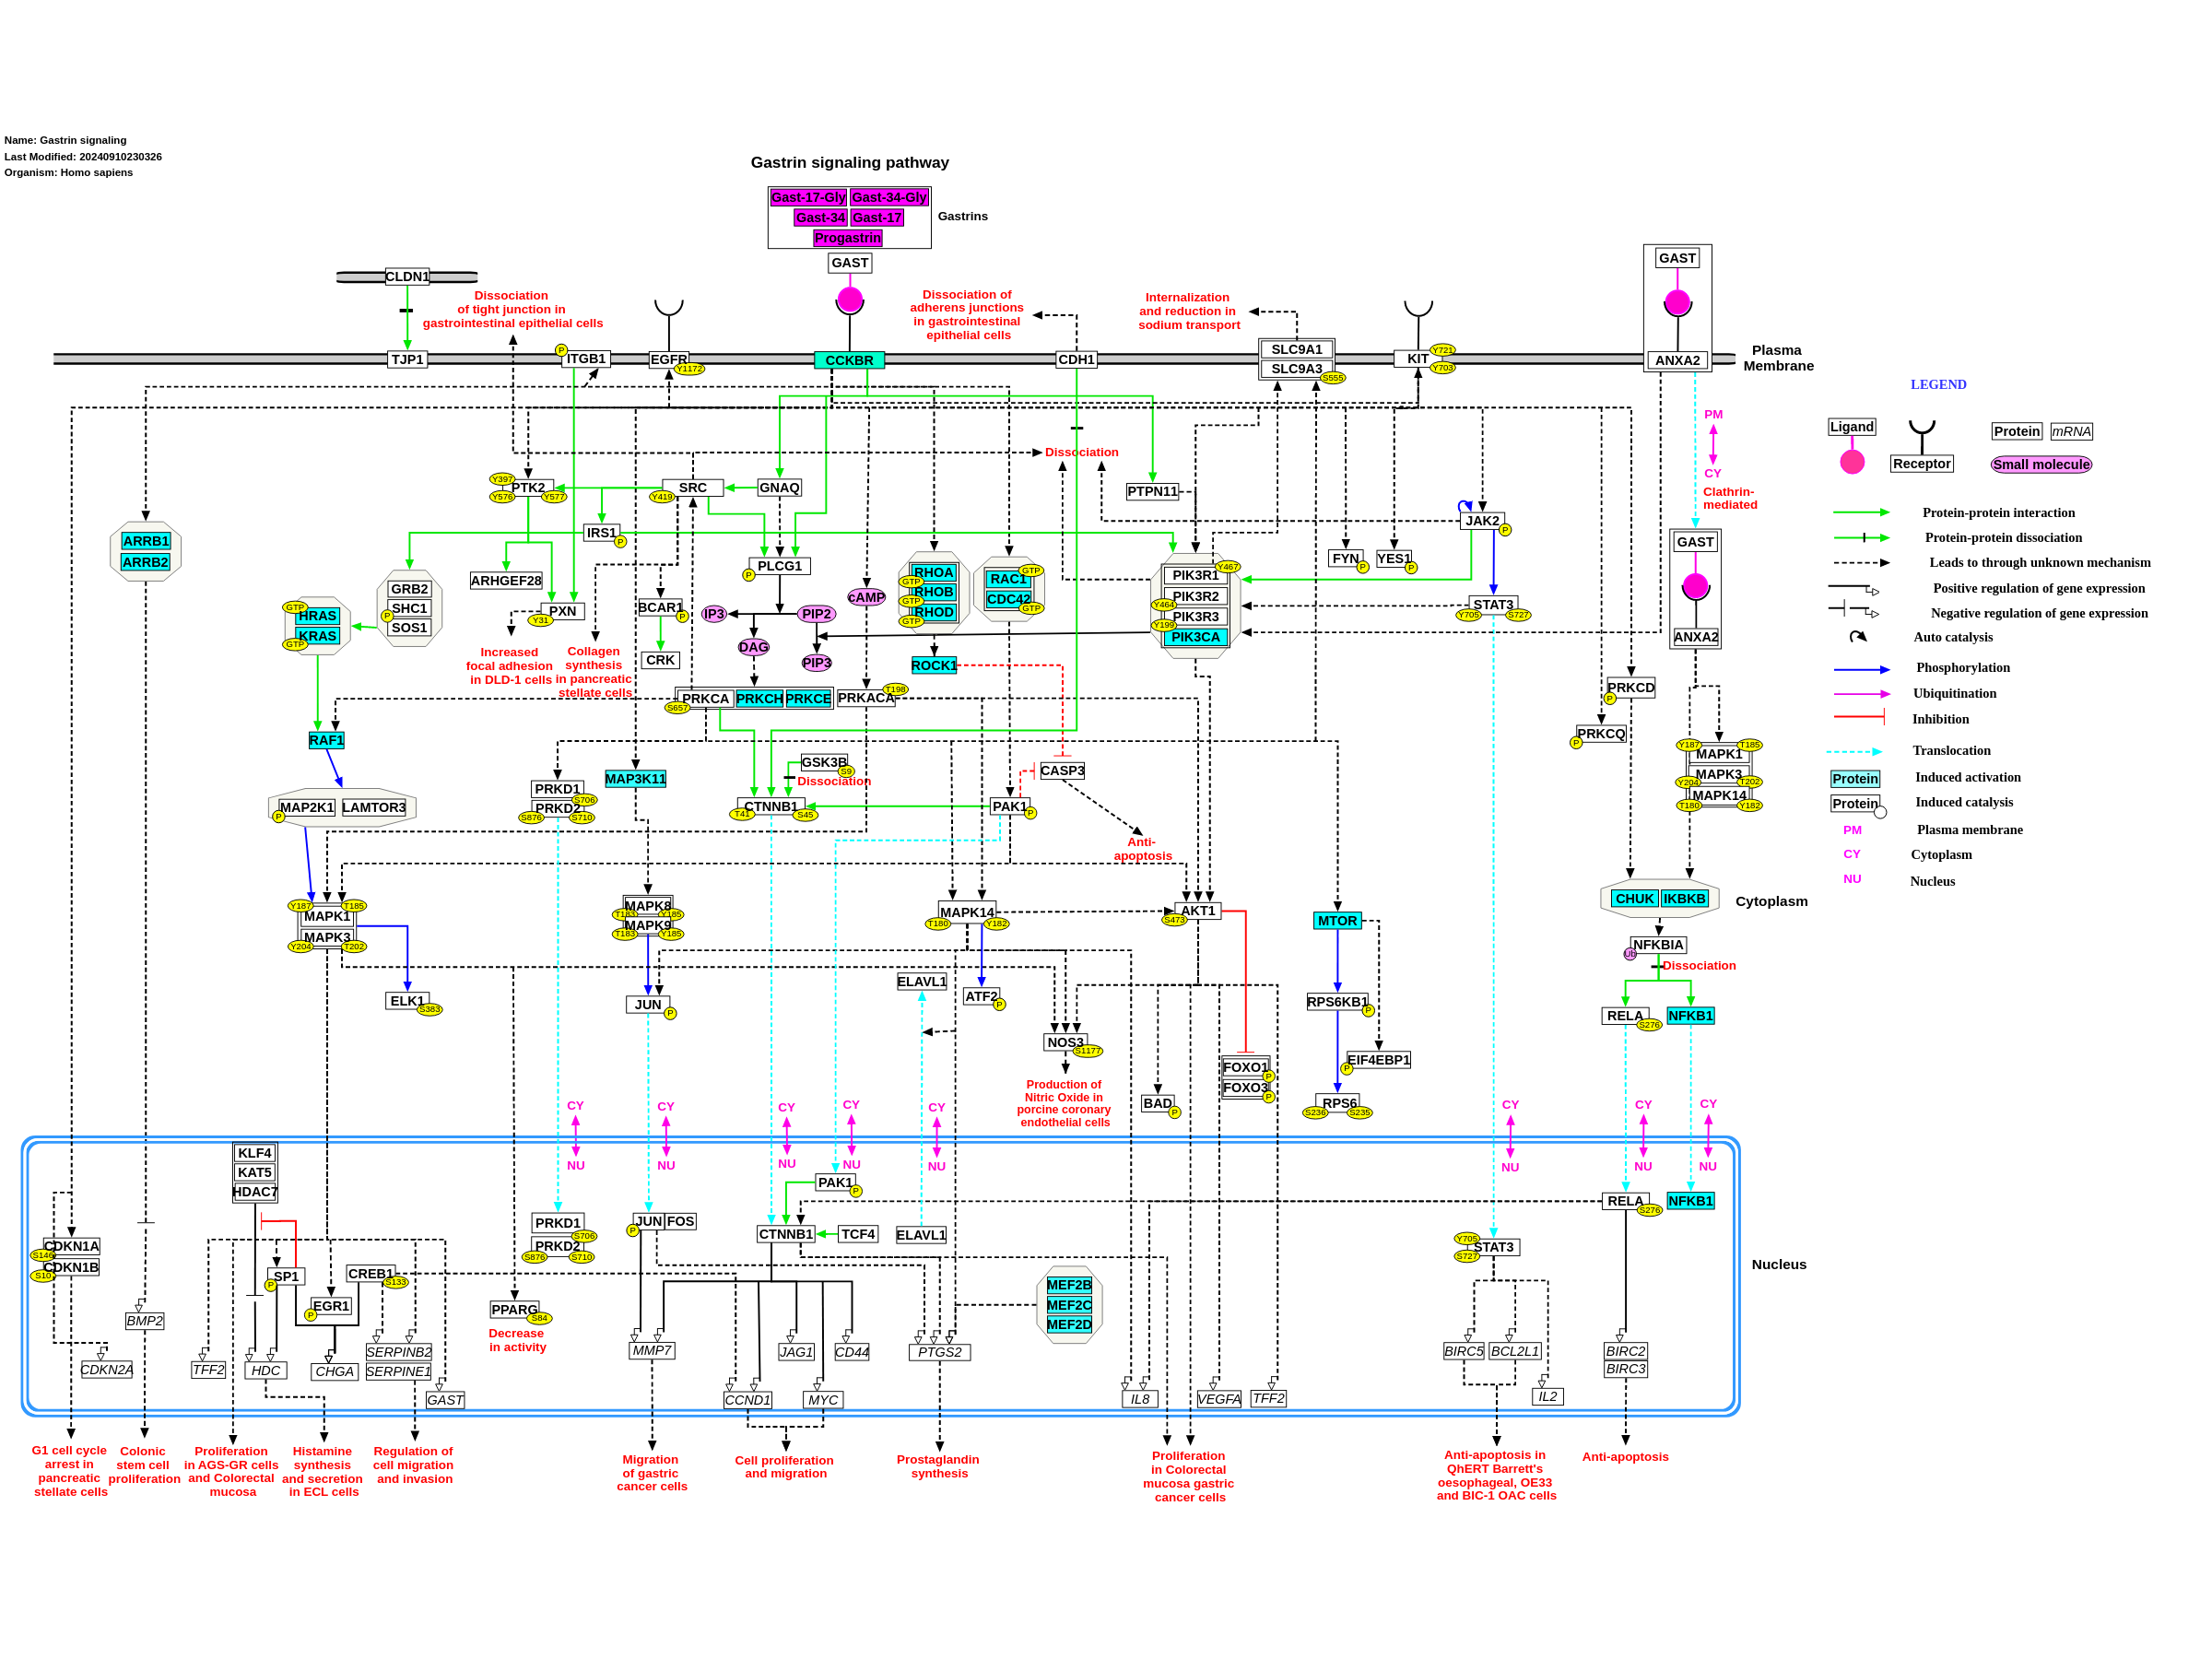 Name: Gastrin signaling
Last Modified: 20240910230326
Organism: Homo sapiens
Gastrin signaling pathway
Gast-17-Gly
Gast-34-Gly
Gast-34
Gast-17
Progastrin
Gastrins
GAST
CLDN1
Dissociation
of tight junction in
gastrointestinal epithelial cells
Dissociation of
adherens junctions
in gastrointestinal
epithelial cells
Internalization
and reduction in
sodium transport
GAST
TJP1
P
ITGB1
EGFR
Y1172
CCKBR
CDH1
SLC9A1
SLC9A3
S555
KIT
Y721
Y703
ANXA2
Plasma
Membrane
LEGEND
PM
CY
Clathrin-
mediated
Ligand
Receptor
Protein
mRNA
Small molecule
Protein-protein interaction
Protein-protein dissociation
Leads to through unknown mechanism
Positive regulation of gene expression
Negative regulation of gene expression
Auto catalysis
Phosphorylation
Ubiquitination
Inhibition
Translocation
Protein
Induced activation
Protein
Induced catalysis
PM
Plasma membrane
CY
Cytoplasm
NU
Nucleus
Dissociation
Y397
PTK2
Y576
Y577
SRC
Y419
GNAQ
PTPN11
JAK2
P
IRS1
P
ARRB1
ARRB2
ARHGEF28
PLCG1
P
GRB2
SHC1
SOS1
P
GTP
HRAS
KRAS
GTP
PXN
Y31
BCAR1
P
CRK
IP3
PIP2
DAG
PIP3
cAMP
RHOA
GTP
RHOB
GTP
RHOD
GTP
RAC1
GTP
CDC42
GTP
ROCK1
PIK3R1
Y467
PIK3R2
Y464
PIK3R3
Y199
PIK3CA
FYN
P
YES1
P
STAT3
Y705
S727
GAST
ANXA2
Increased
focal adhesion
in DLD-1 cells
Collagen
synthesis
in pancreatic
stellate cells
PRKCA
PRKCH
PRKCE
S657
PRKACA
T198
PRKCD
P
PRKCQ
P
RAF1
MAP3K11
GSK3B
S9
Dissociation
CASP3
Y187
T185
MAPK1
MAPK3
Y204
T202
MAPK14
T180
Y182
PRKD1
S706
PRKD2
S876
S710
MAP2K1
LAMTOR3
P
CTNNB1
T41
S45
PAK1
P
Anti-
apoptosis
Y187
T185
MAPK1
MAPK3
Y204
T202
MAPK8
T183
Y185
MAPK9
T183
Y185
MAPK14
T180
Y182
AKT1
S473
MTOR
CHUK
IKBKB
Cytoplasm
NFKBIA
Ub
Dissociation
ELK1
S383
JUN
P
ELAVL1
ATF2
P
RPS6KB1
P
RELA
S276
NFKB1
NOS3
S1177
FOXO1
P
FOXO3
P
EIF4EBP1
P
Production of
Nitric Oxide in
porcine coronary
endothelial cells
BAD
P
RPS6
S236
S235
CY
NU
CY
NU
CY
NU
CY
NU
CY
NU
CY
NU
CY
NU
CY
NU
KLF4
KAT5
HDAC7
PAK1
P
RELA
S276
NFKB1
PRKD1
S706
PRKD2
S876
S710
JUN
FOS
P
CTNNB1
TCF4
ELAVL1
Y705
STAT3
S727
CDKN1A
S146
CDKN1B
S10
SP1
P
CREB1
S133
EGR1
P
PPARG
S84
Decrease
in activity
MEF2B
MEF2C
MEF2D
Nucleus
BMP2
CDKN2A
TFF2
HDC
CHGA
SERPINB2
SERPINE1
GAST
MMP7
JAG1
CD44
CCND1
MYC
PTGS2
IL8
VEGFA
TFF2
BIRC5
BCL2L1
IL2
BIRC2
BIRC3
G1 cell cycle
arrest in
pancreatic
stellate cells
Colonic
stem cell
proliferation
Proliferation
in AGS-GR cells
and Colorectal
mucosa
Histamine
synthesis
and secretion
in ECL cells
Regulation of
cell migration
and invasion
Migration
of gastric
cancer cells
Cell proliferation
and migration
Prostaglandin
synthesis
Proliferation
in Colorectal
mucosa gastric
cancer cells
Anti-apoptosis in
QhERT Barrett's
oesophageal, OE33
and BIC-1 OAC cells
Anti-apoptosis